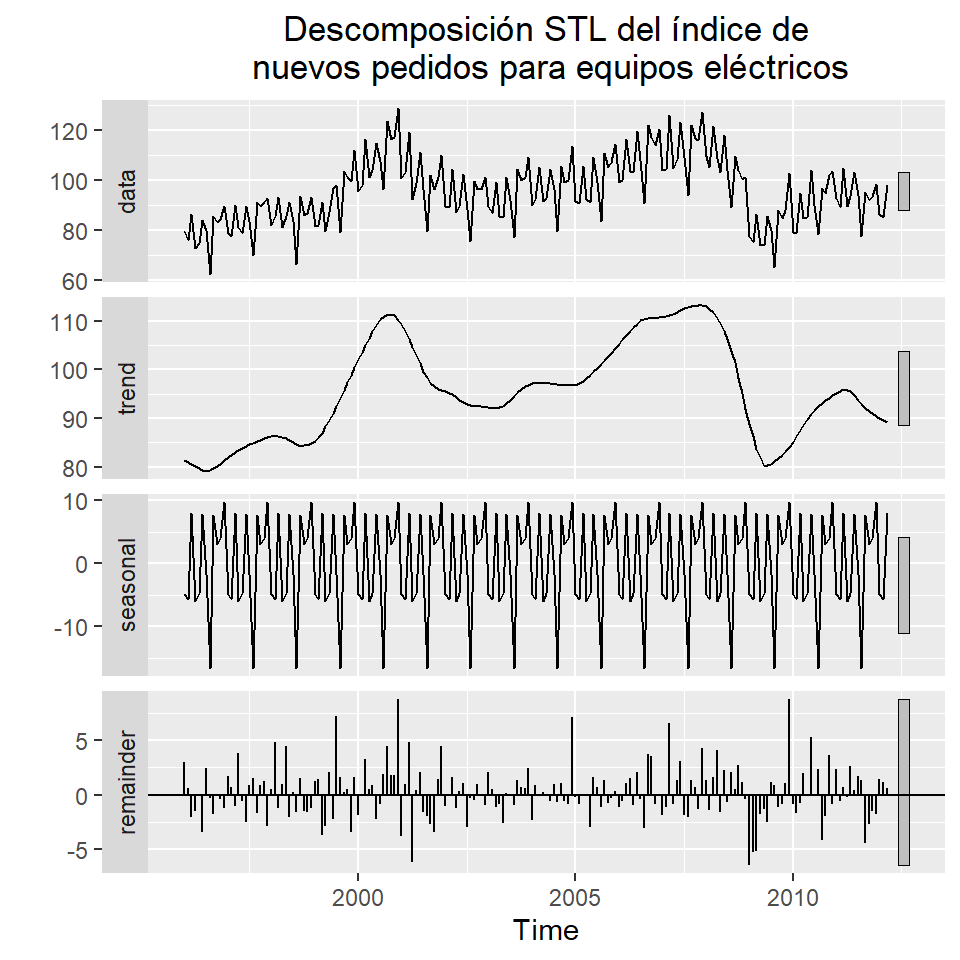 Descomposición STL del índice de
nuevos pedidos para equipos eléctricos
data
120
100
80
60
trend
110
100
90
80
seasonal
10
0
-10
remainder
5
0
-5
2000 2005 2010
Time